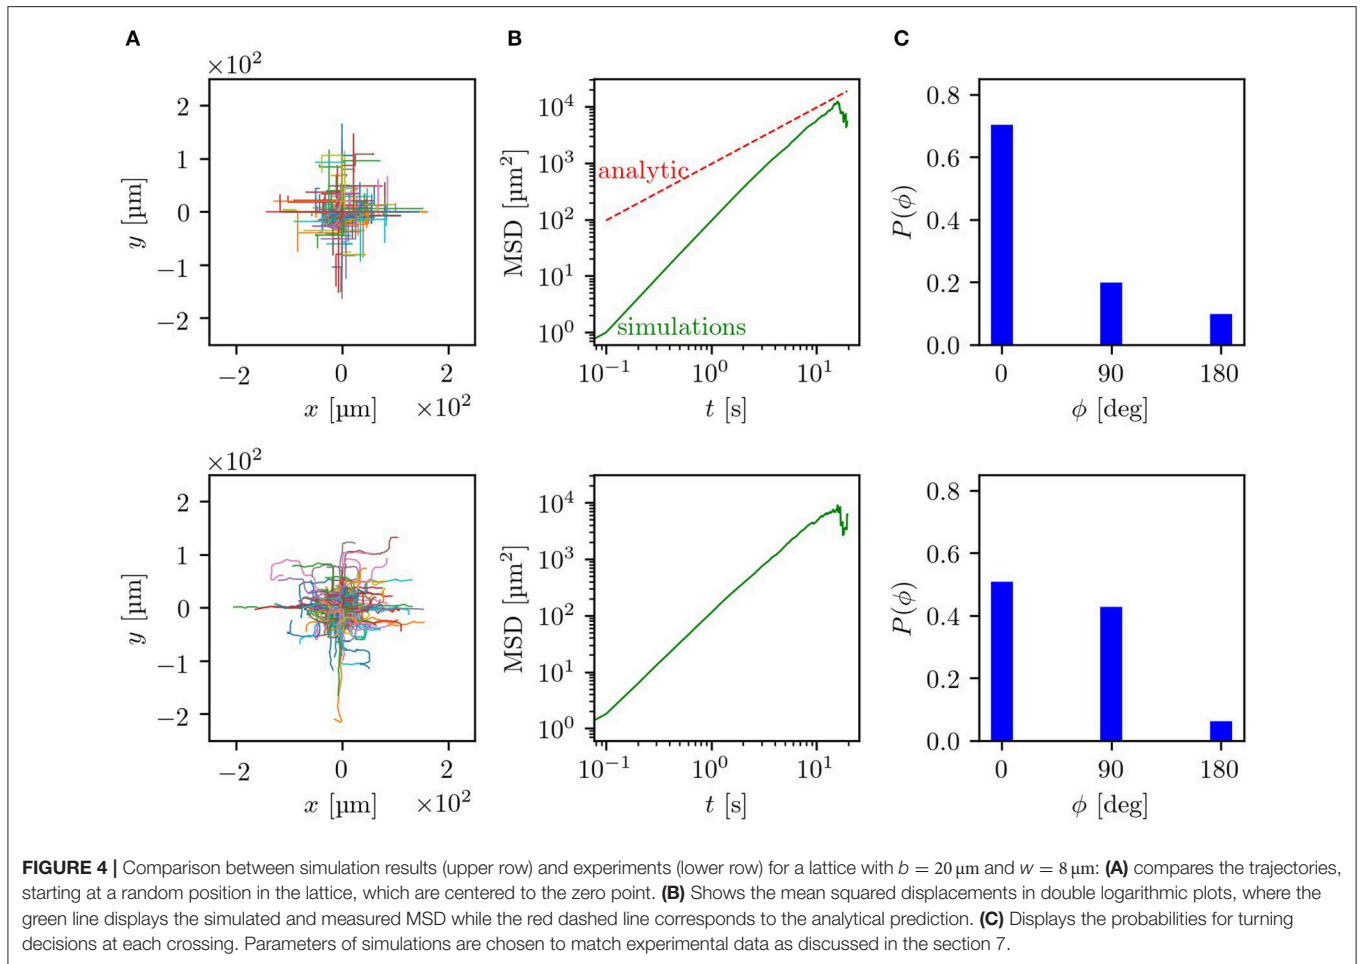 A
B
C
×10²
2
1
0
−1
−2
y [µm]
−2
0
2
x [µm]
×10²
10⁴
10³
10²
10¹
10⁰
MSD [µm²]
analytic
simulations
10⁻¹
10⁰
10¹
t [s]
0.8
0.6
0.4
0.2
0.0
P(ϕ)
0
90
180
ϕ [deg]
×10²
2
1
0
−1
−2
y [µm]
−2
0
2
x [µm]
×10²
10⁴
10³
10²
10¹
10⁰
MSD [µm²]
10⁻¹
10⁰
10¹
t [s]
0.8
0.6
0.4
0.2
0.0
P(ϕ)
0
90
180
ϕ [deg]
FIGURE 4 | Comparison between simulation results (upper row) and experiments (lower row) for a lattice with b = 20 µm and w = 8 µm: (A) compares the trajectories,
starting at a random position in the lattice, which are centered to the zero point. (B) Shows the mean squared displacements in double logarithmic plots, where the
green line displays the simulated and measured MSD while the red dashed line corresponds to the analytical prediction. (C) Displays the probabilities for turning
decisions at each crossing. Parameters of simulations are chosen to match experimental data as discussed in the section 7.